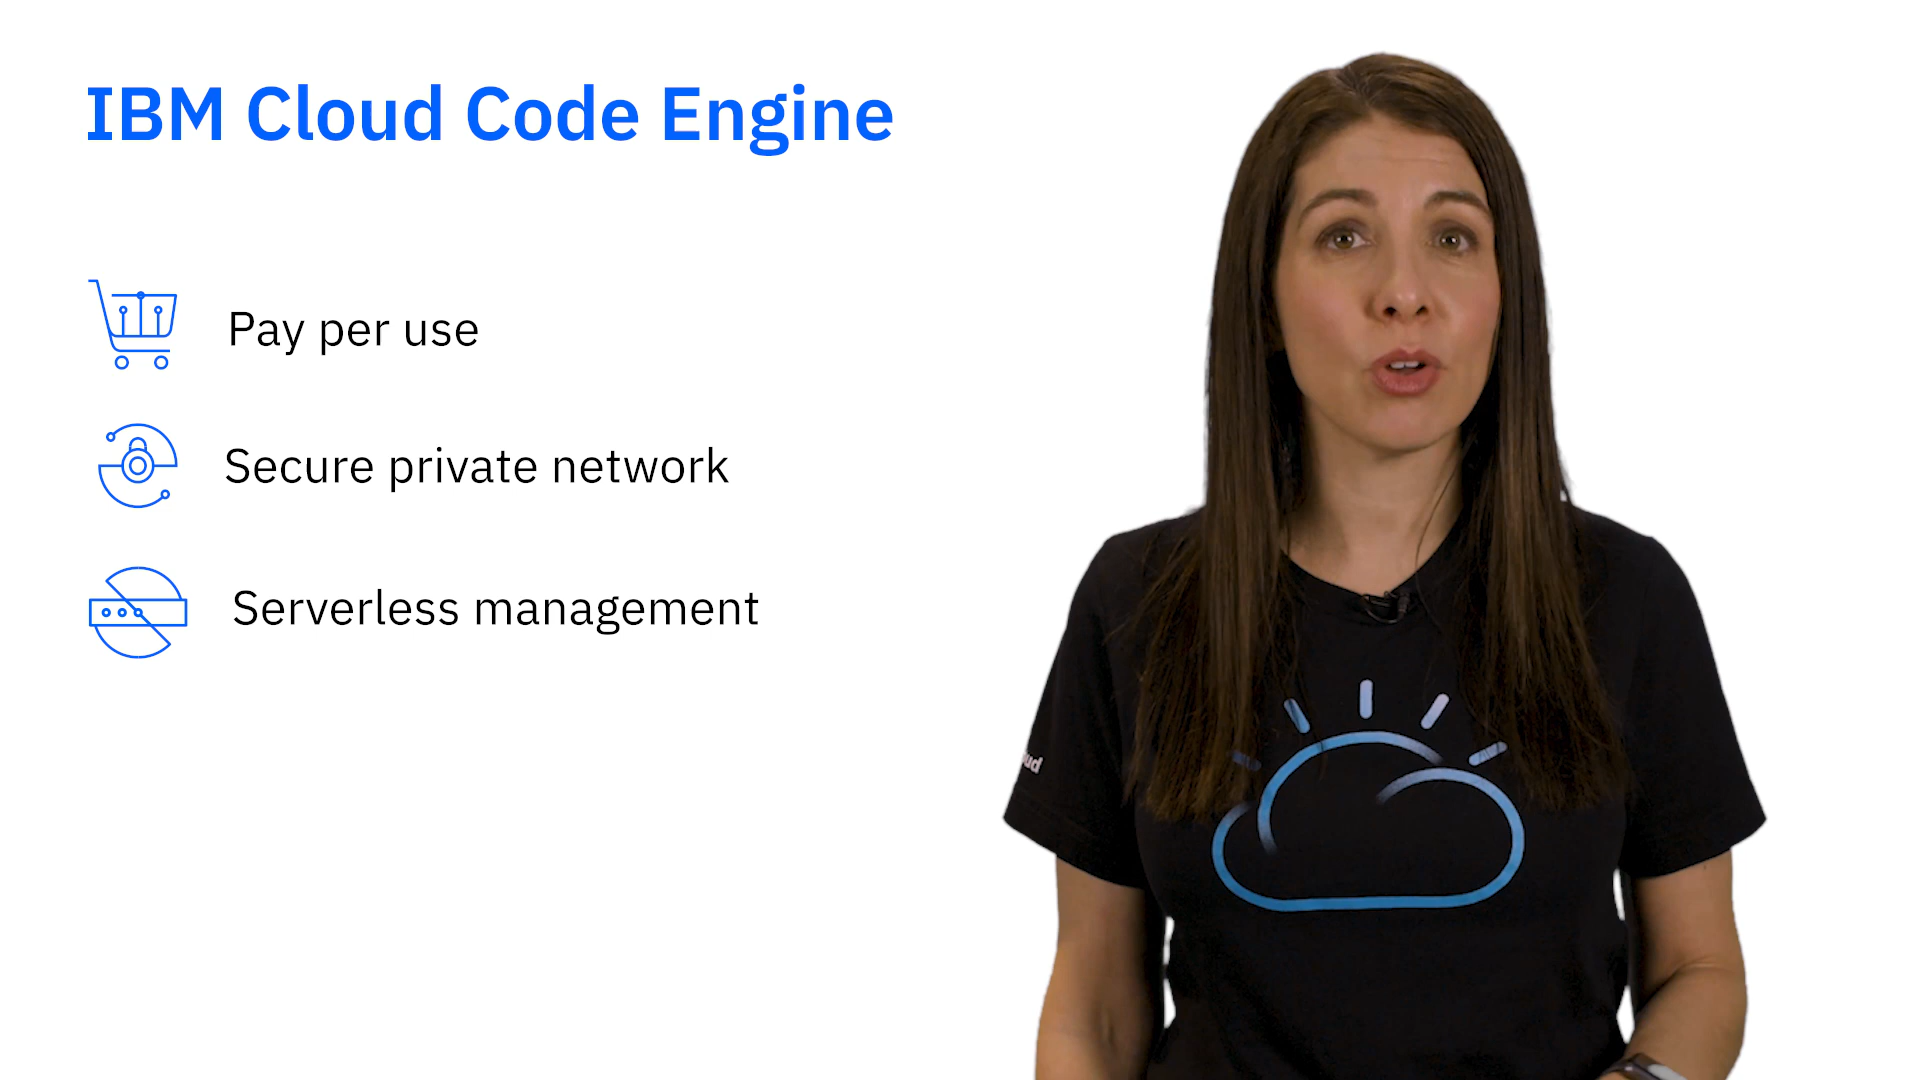 IBM Cloud Code Engine
Pay per use
Secure private network
Serverless management